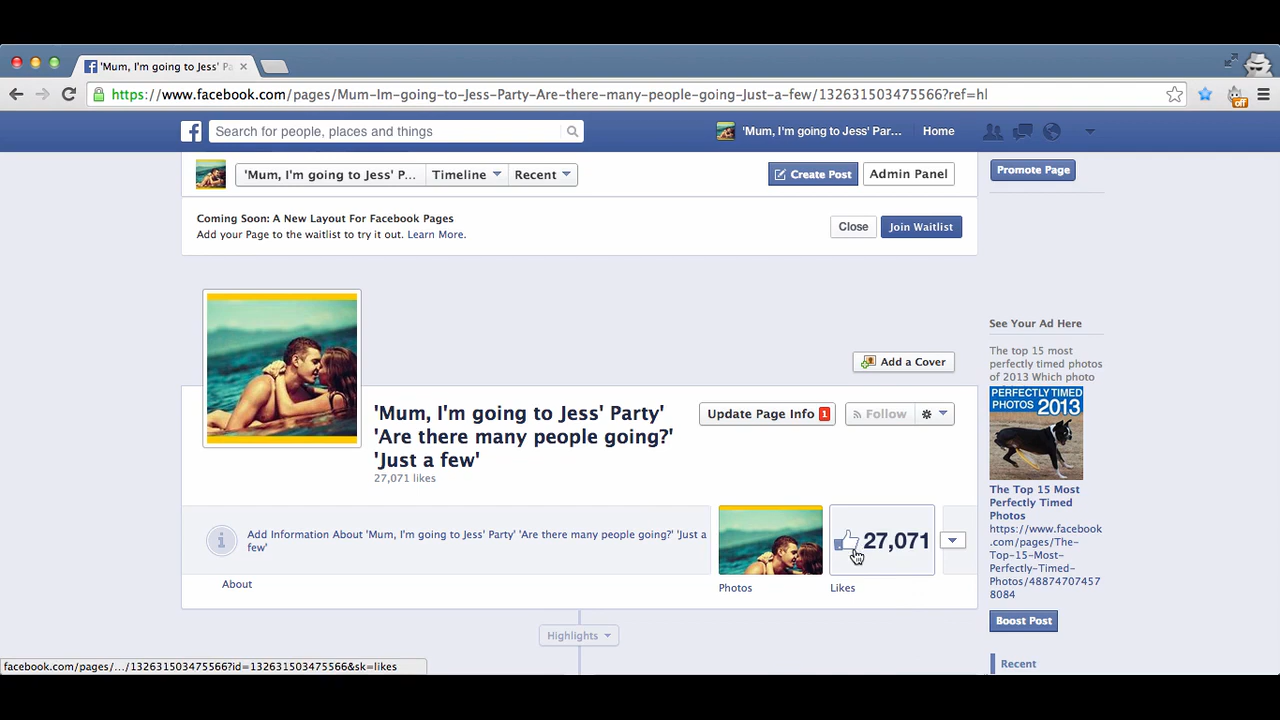 'Mum, I'm going to Jess' Pa
https://www.facebook.com/pages/Mum-Im-going-to-Jess-Party-Are-there-many-people-going-Just-a-few/132631503475566?ref=hl
off
Search for people, places and things
'Mum, I'm going to Jess' Par...
Home
'Mum, I'm going to Jess' P...
Timeline
Recent
Create Post
Admin Panel
Promote Page
Coming Soon: A New Layout For Facebook Pages
Add your Page to the waitlist to try it out. Learn More.
Close
Join Waitlist
See Your Ad Here
The top 15 most
perfectly timed photos
of 2013 Which photo
PERFECTLY TIMED
PHOTOS 2013
The Top 15 Most
Perfectly Timed
Photos
https://www.facebook
.com/pages/The-
Top-15-Most-
Perfectly-Timed-
Photos/48874707457
8084
Boost Post
Recent
Add a Cover
'Mum, I'm going to Jess' Party'
'Are there many people going?'
'Just a few'
27,071 likes
Update Page Info 1
Follow
Add Information About 'Mum, I'm going to Jess' Party' 'Are there many people going?' 'Just a
few'
About
Photos
27,071
Likes
Highlights
facebook.com/pages/.../132631503475566?id=132631503475566&sk=likes